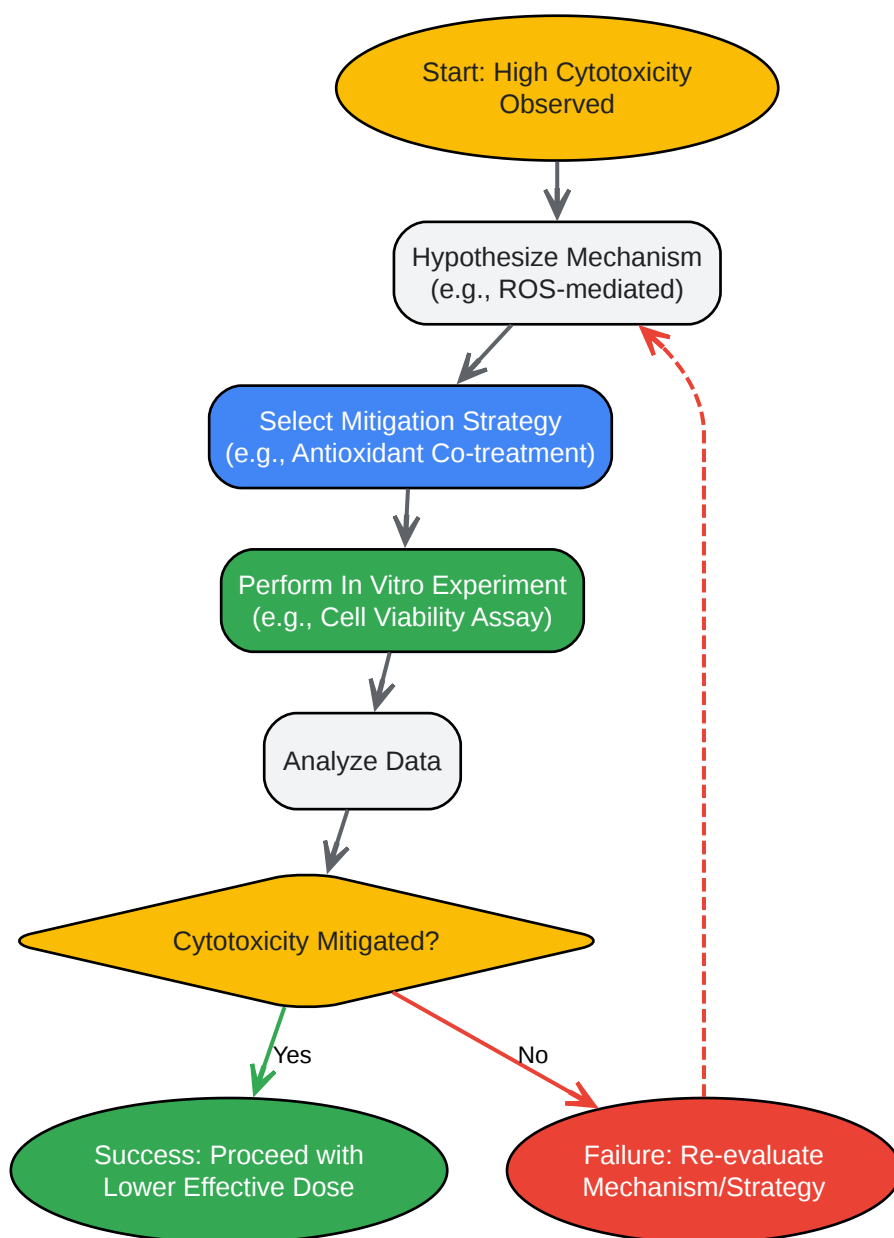 Start: High Cytotoxicity
Observed
Hypothesize Mechanism
(e.g., ROS-mediated)
Select Mitigation Strategy
(e.g., Antioxidant Co-treatment)
Perform In Vitro Experiment
(e.g., Cell Viability Assay)
Analyze Data
Cytotoxicity Mitigated?
Yes
No
Success: Proceed with
Lower Effective Dose
Failure: Re-evaluate
Mechanism/Strategy